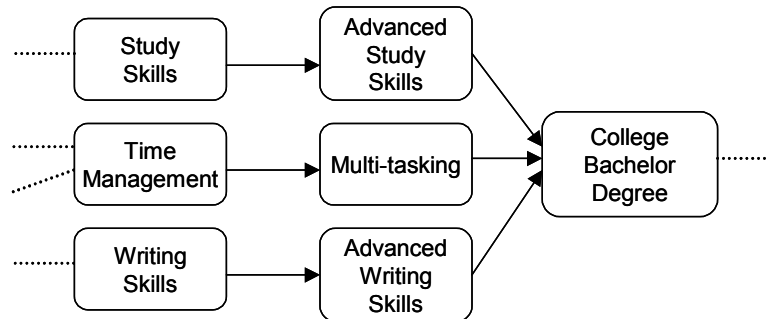 Study
Skills
Advanced
Study
Skills
Time
Management
Multi-tasking
College
Bachelor
Degree
Writing
Skills
Advanced
Writing
Skills